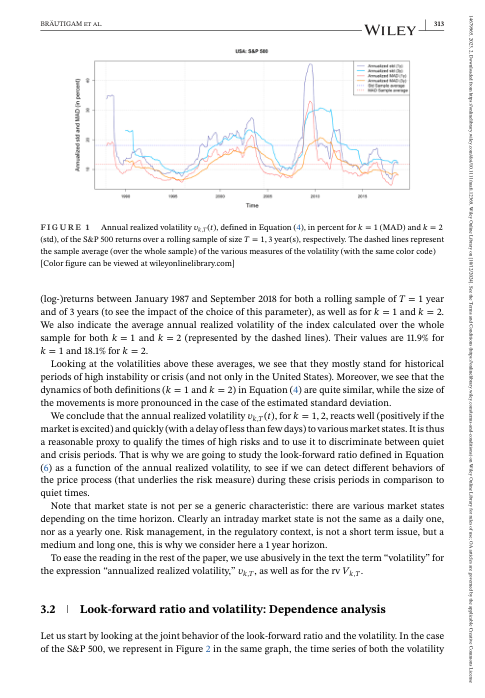 BRÄUTIGAM ET AL.
WILEY
313
USA: S&P 500
Annualized std (1y)
Annualized std (3y)
Annualized MAD (1y)
Annualized MAD (3y)
Std Sample average
MAD Sample average
Annualized std and MAD (in percent)
Time
FIGURE 1 Annual realized volatility v_{k,T}(t), defined in Equation (4), in percent for k = 1 (MAD) and k = 2
(std), of the S&P 500 returns over a rolling sample of size T = 1, 3 year(s), respectively. The dashed lines represent
the sample average (over the whole sample) of the various measures of the volatility (with the same color code)
[Color figure can be viewed at wileyonlinelibrary.com]
(log-)returns between January 1987 and September 2018 for both a rolling sample of T = 1 year
and of 3 years (to see the impact of the choice of this parameter), as well as for k = 1 and k = 2.
We also indicate the average annual realized volatility of the index calculated over the whole
sample for both k = 1 and k = 2 (represented by the dashed lines). Their values are 11.9% for
k = 1 and 18.1% for k = 2.
Looking at the volatilities above these averages, we see that they mostly stand for historical
periods of high instability or crisis (and not only in the United States). Moreover, we see that the
dynamics of both definitions (k = 1 and k = 2) in Equation (4) are quite similar, while the size of
the movements is more pronounced in the case of the estimated standard deviation.
We conclude that the annual realized volatility v_{k,T}(t), for k = 1, 2, reacts well (positively if the
market is excited) and quickly (with a delay of less than few days) to various market states. It is thus
a reasonable proxy to qualify the times of high risks and to use it to discriminate between quiet
and crisis periods. That is why we are going to study the look-forward ratio defined in Equation
(6) as a function of the annual realized volatility, to see if we can detect different behaviors of
the price process (that underlies the risk measure) during these crisis periods in comparison to
quiet times.
Note that market state is not per se a generic characteristic: there are various market states
depending on the time horizon. Clearly an intraday market state is not the same as a daily one,
nor as a yearly one. Risk management, in the regulatory context, is not a short term issue, but a
medium and long one, this is why we consider here a 1 year horizon.
To ease the reading in the rest of the paper, we use abusively in the text the term “volatility” for
the expression “annualized realized volatility,” v_{k,T}, as well as for the rv V_{k,T}.
3.2 | Look-forward ratio and volatility: Dependence analysis
Let us start by looking at the joint behavior of the look-forward ratio and the volatility. In the case
of the S&P 500, we represent in Figure 2 in the same graph, the time series of both the volatility